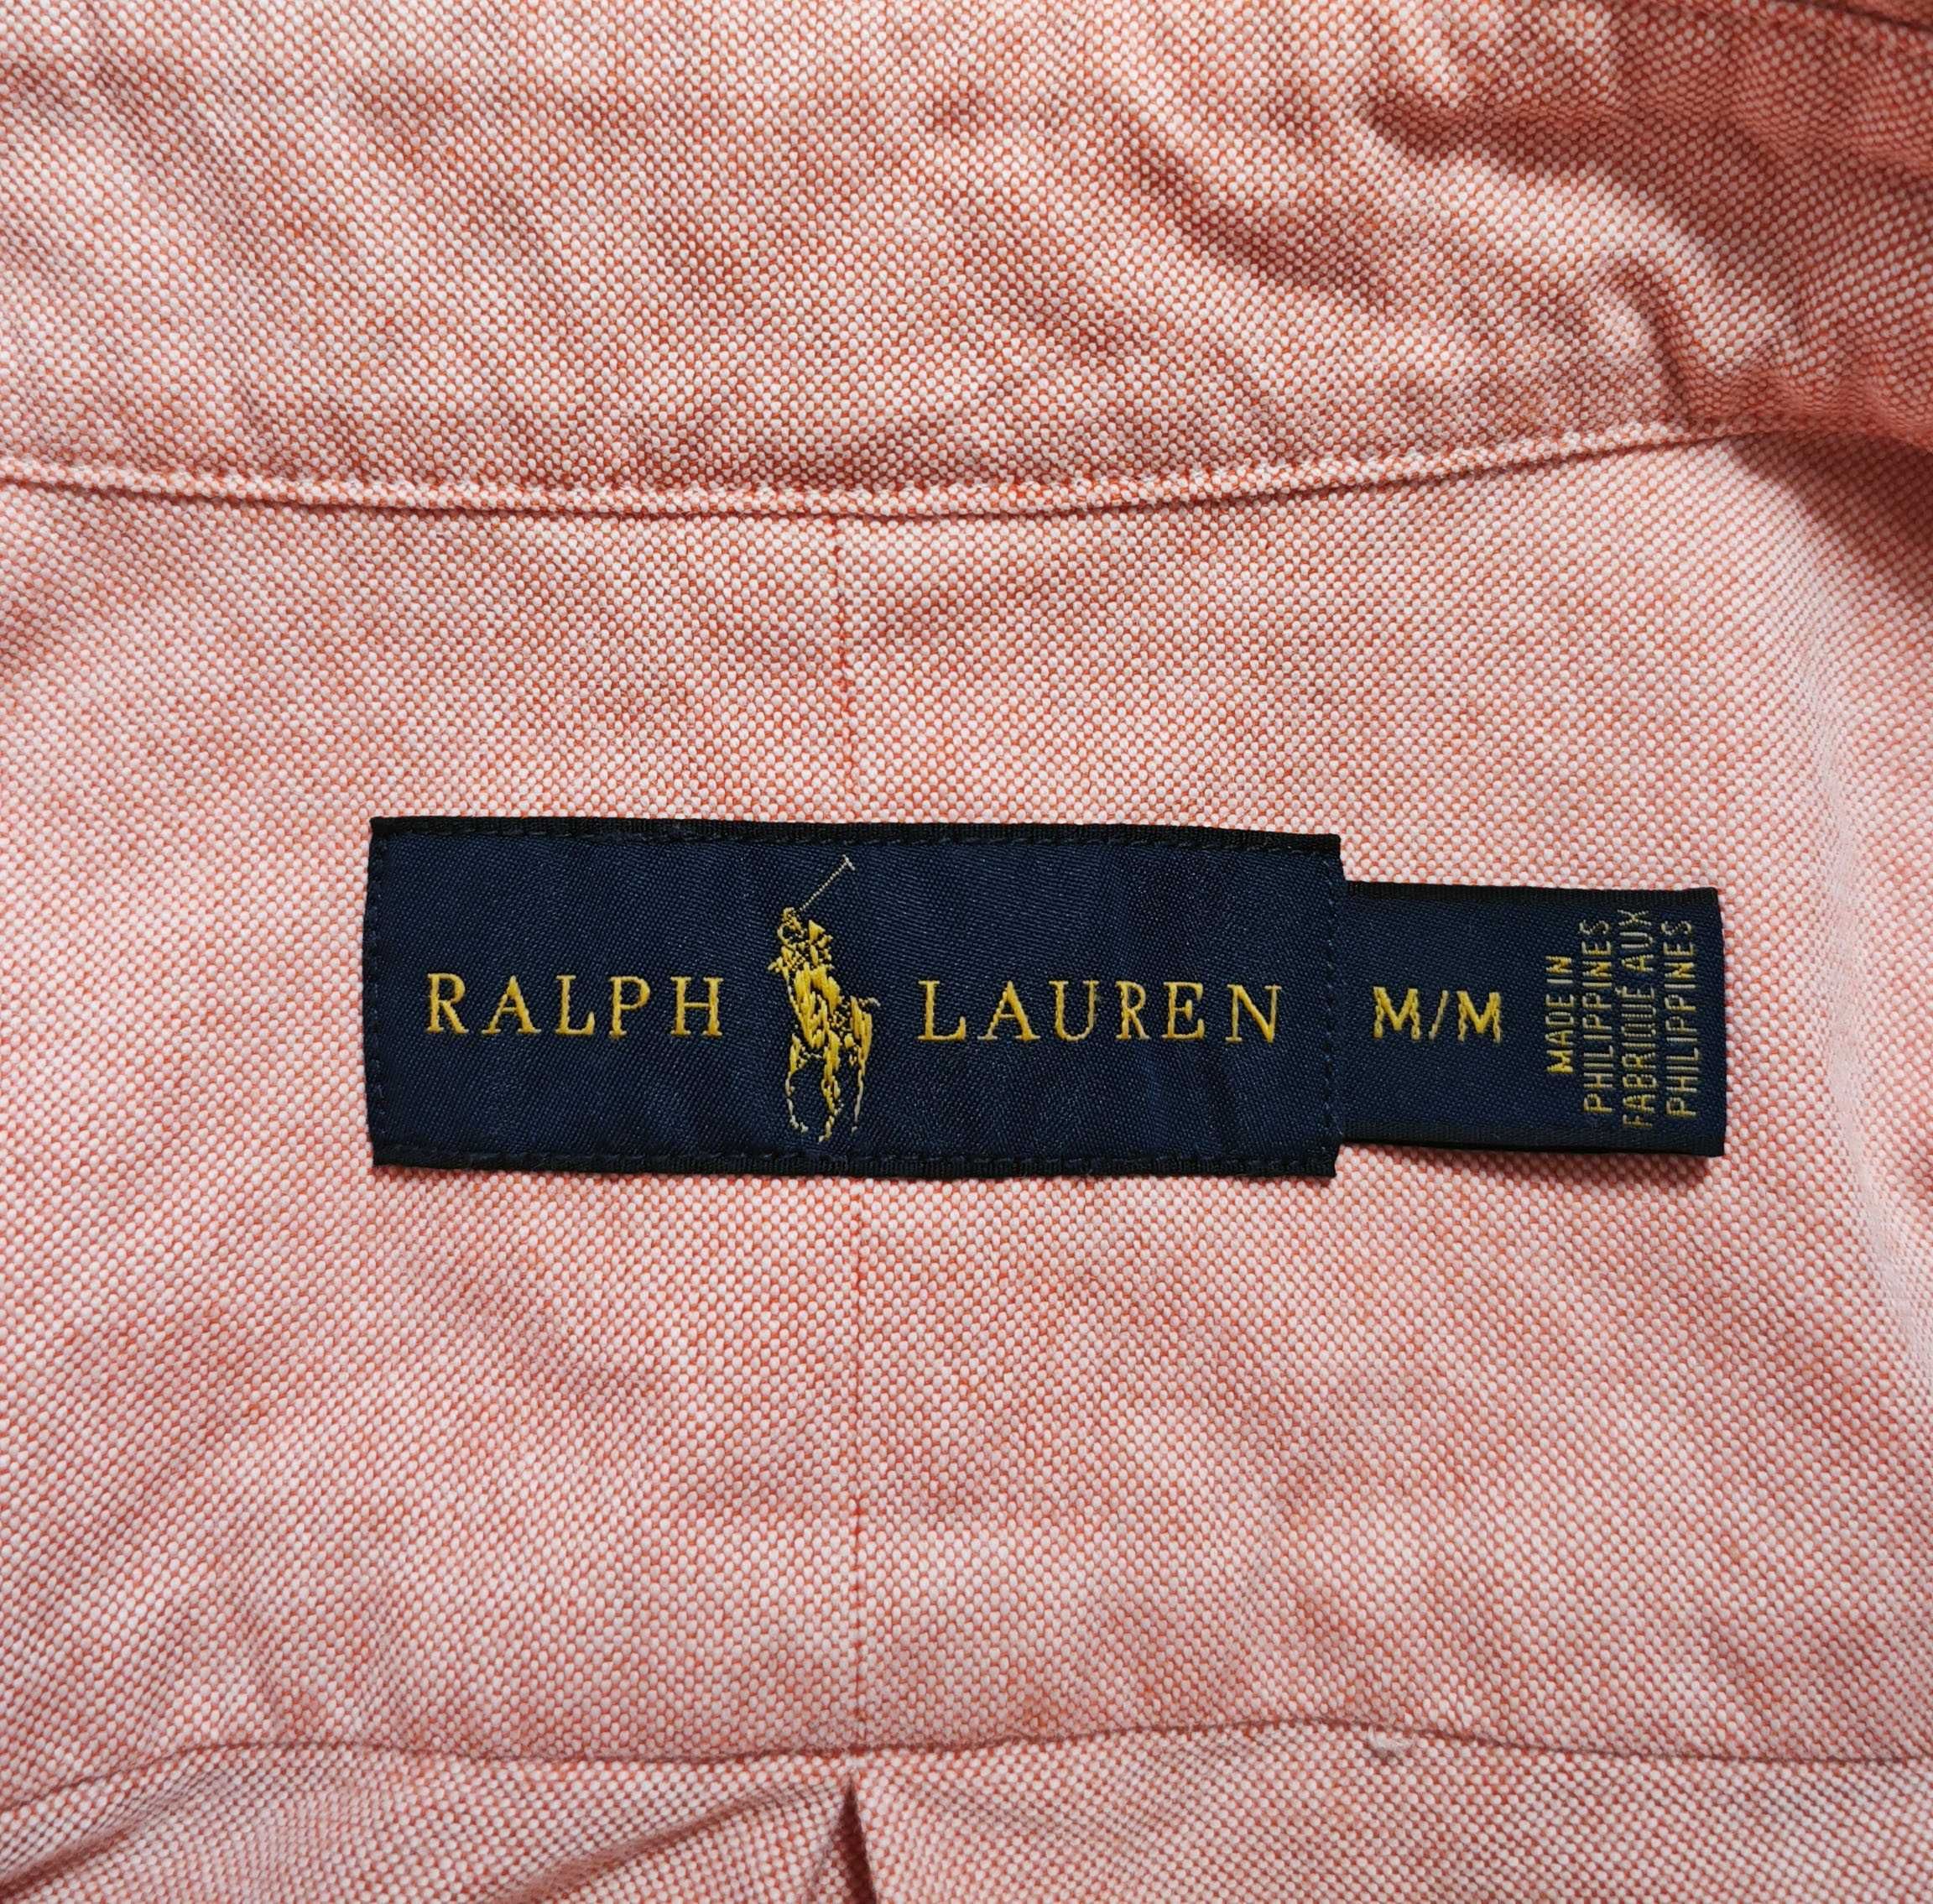 RALPH LAUREN
M/M
MADE IN
PHILIPPINES
FABRIQUÉ AUX
PHILIPPINES